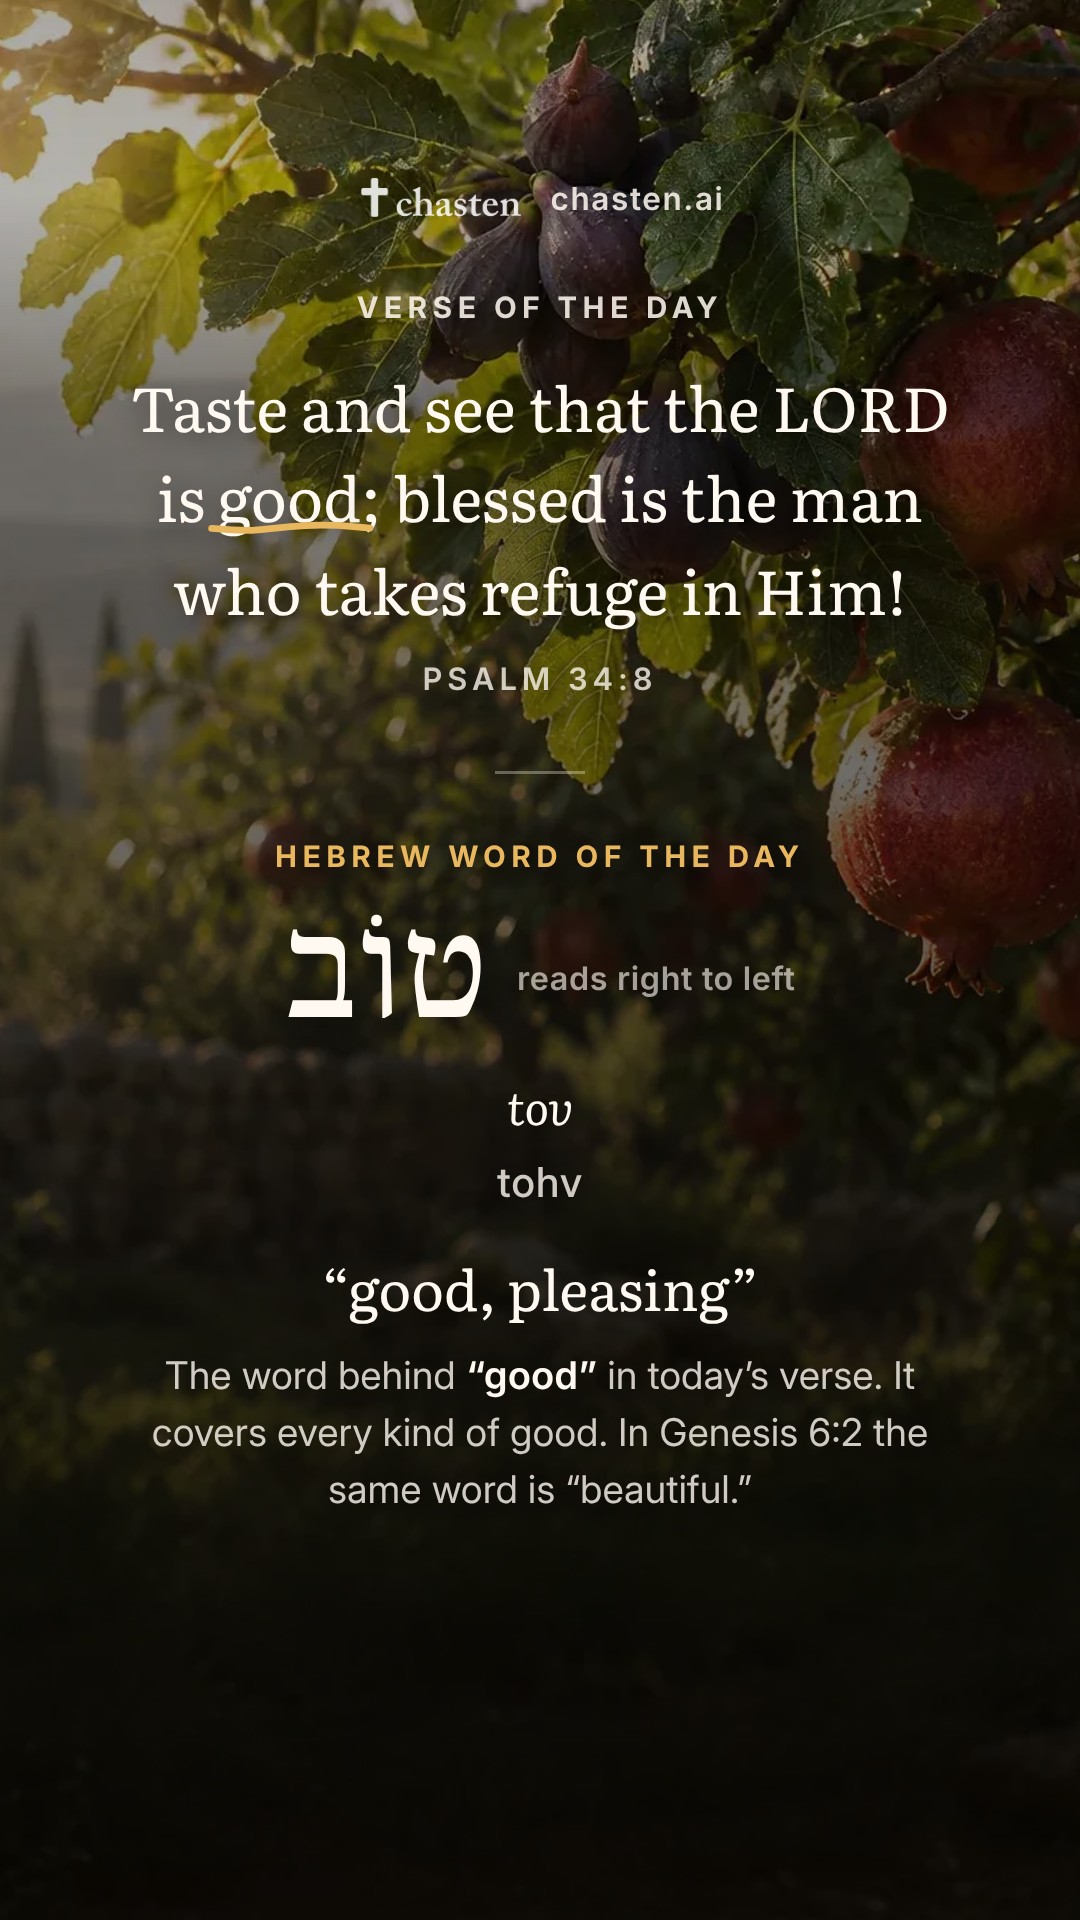 chasten chasten.ai
VERSE OF THE DAY
Taste and see that the LORD
is good; blessed is the man
who takes refuge in Him!
PSALM 34:8
HEBREW WORD OF THE DAY
טוֹב reads right to left
tov
tohv
“good, pleasing”
The word behind “good” in today’s verse. It
covers every kind of good. In Genesis 6:2 the
same word is “beautiful.”